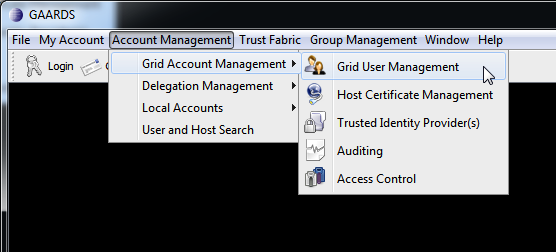 GAARDS
File My Account Account Management Trust Fabric Group Management Window Help
Login
Grid Account Management
Delegation Management
Local Accounts
User and Host Search
Grid User Management
Host Certificate Management
Trusted Identity Provider(s)
Auditing
Access Control